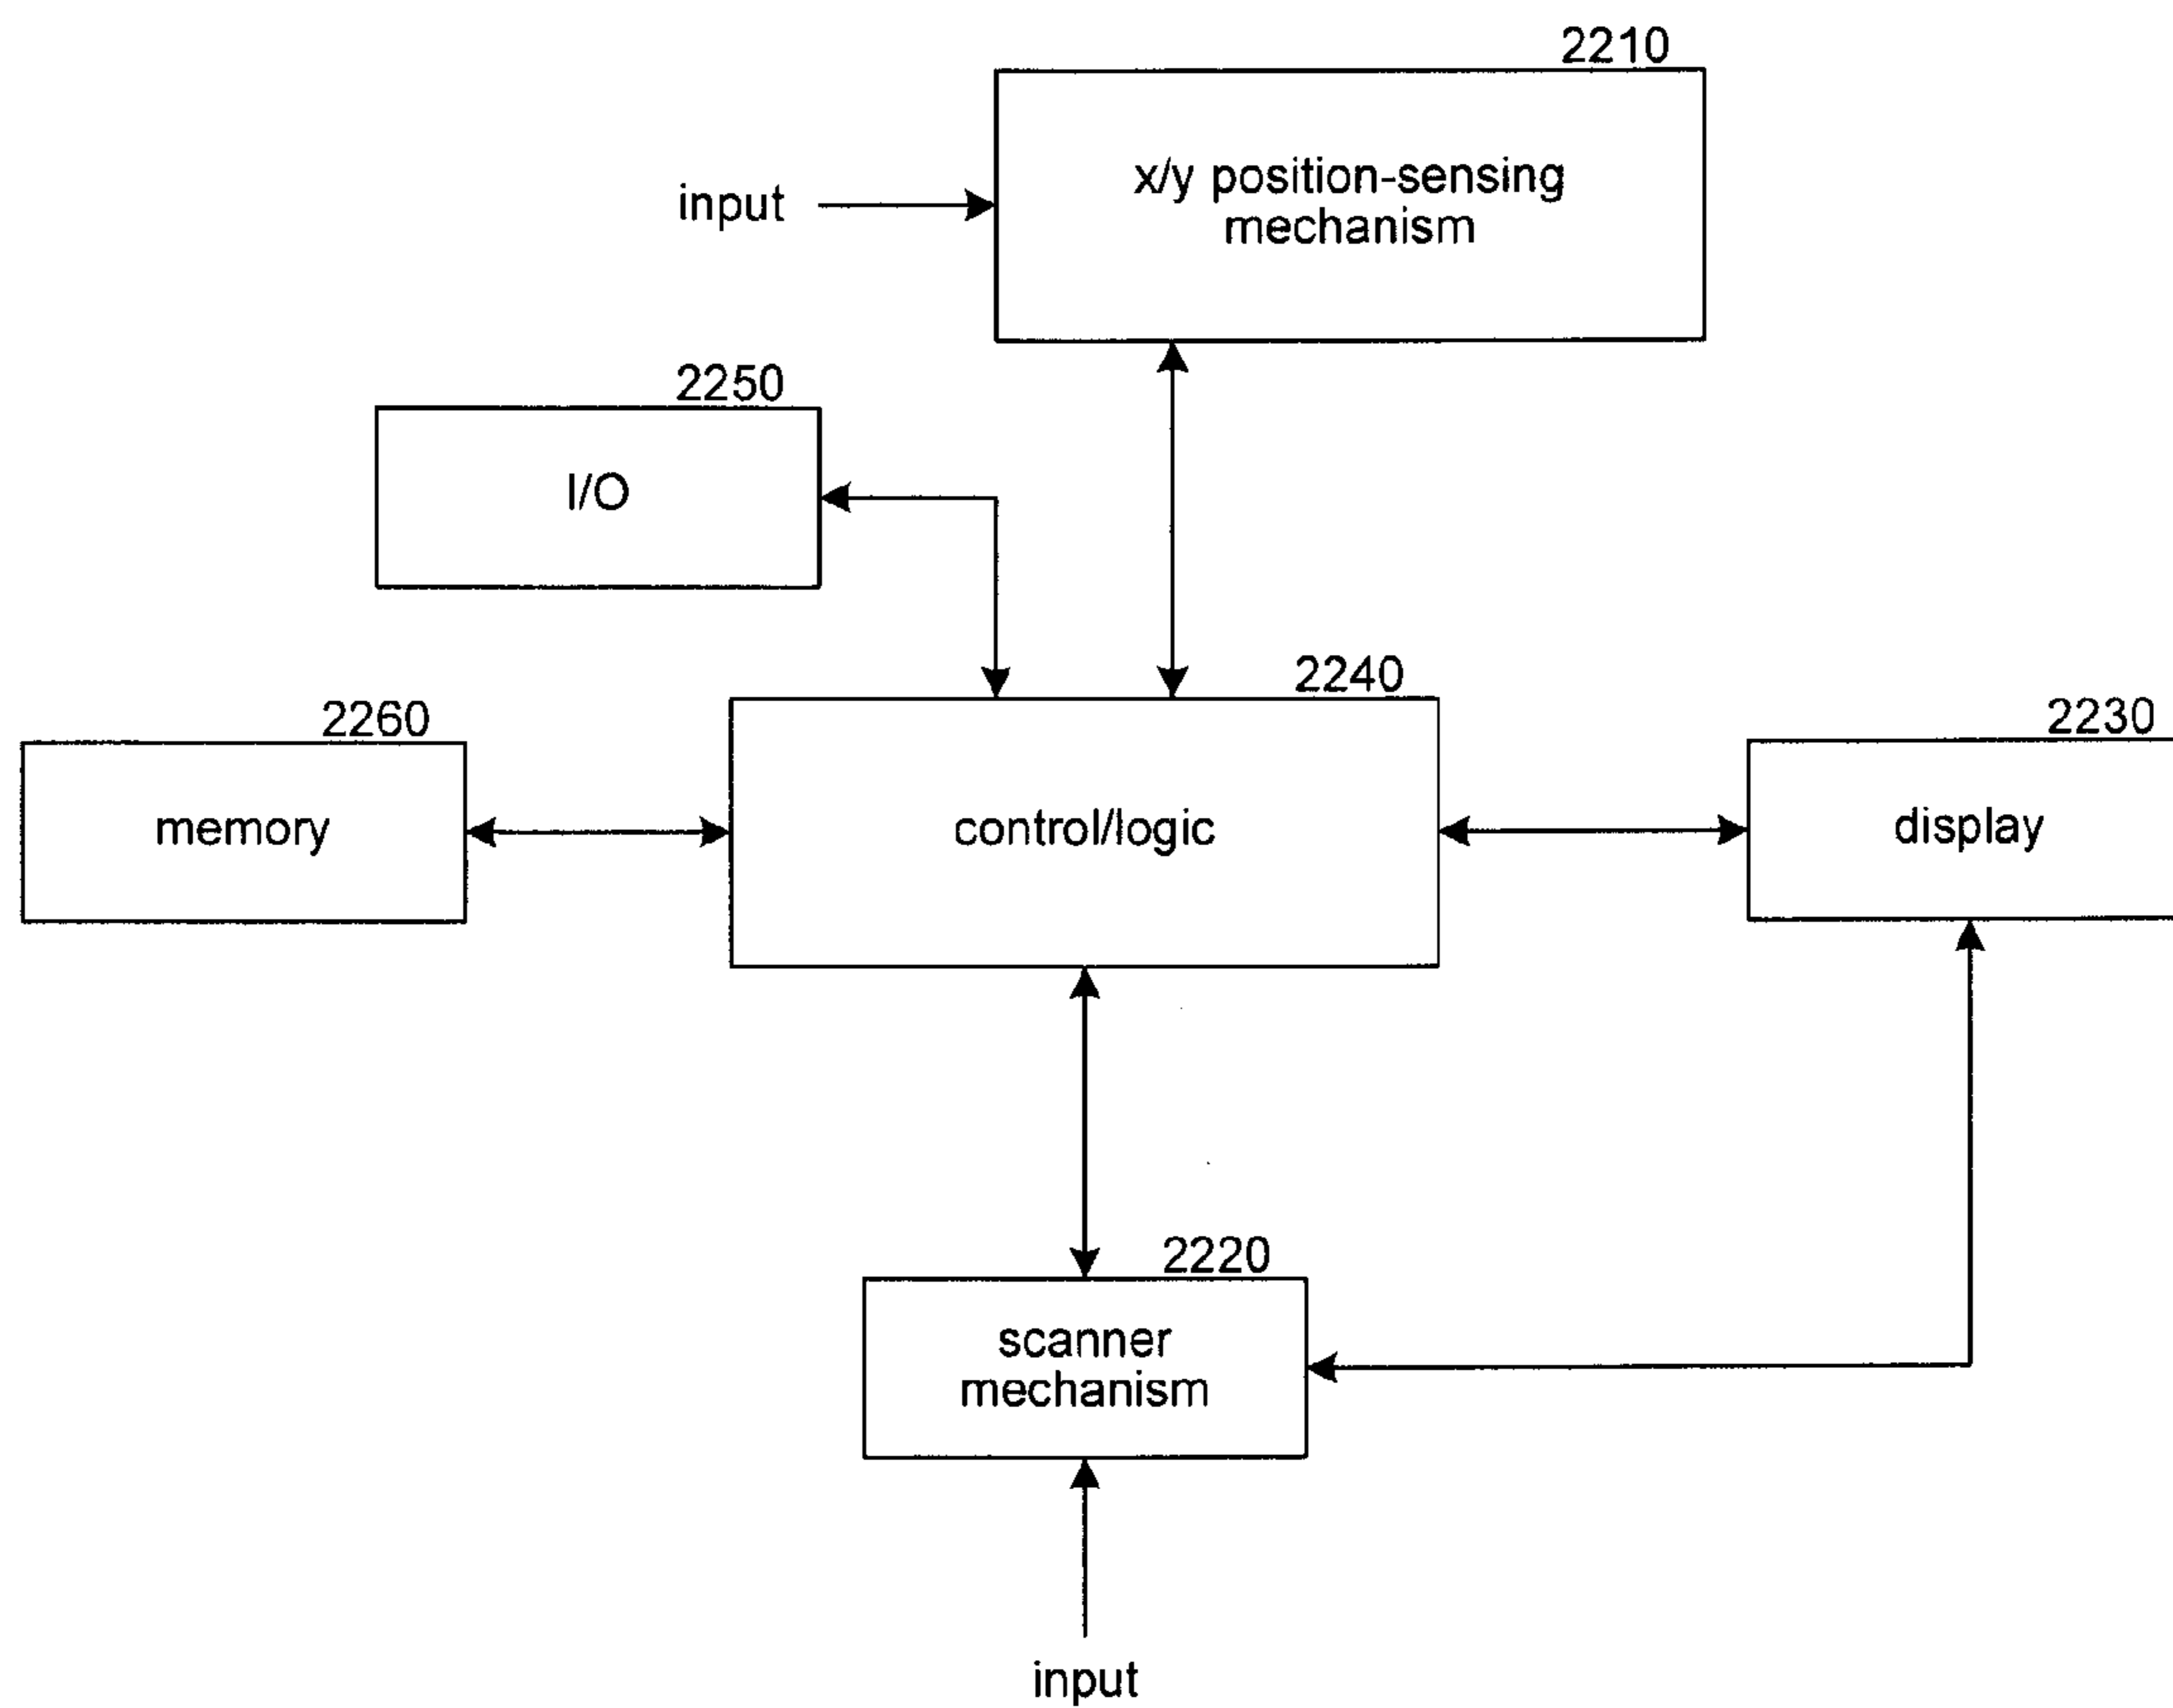 2210
x/y position-sensing
mechanism
input
2250
I/O
2240
2260
2230
memory
control/logic
display
2220
scanner
mechanism
input